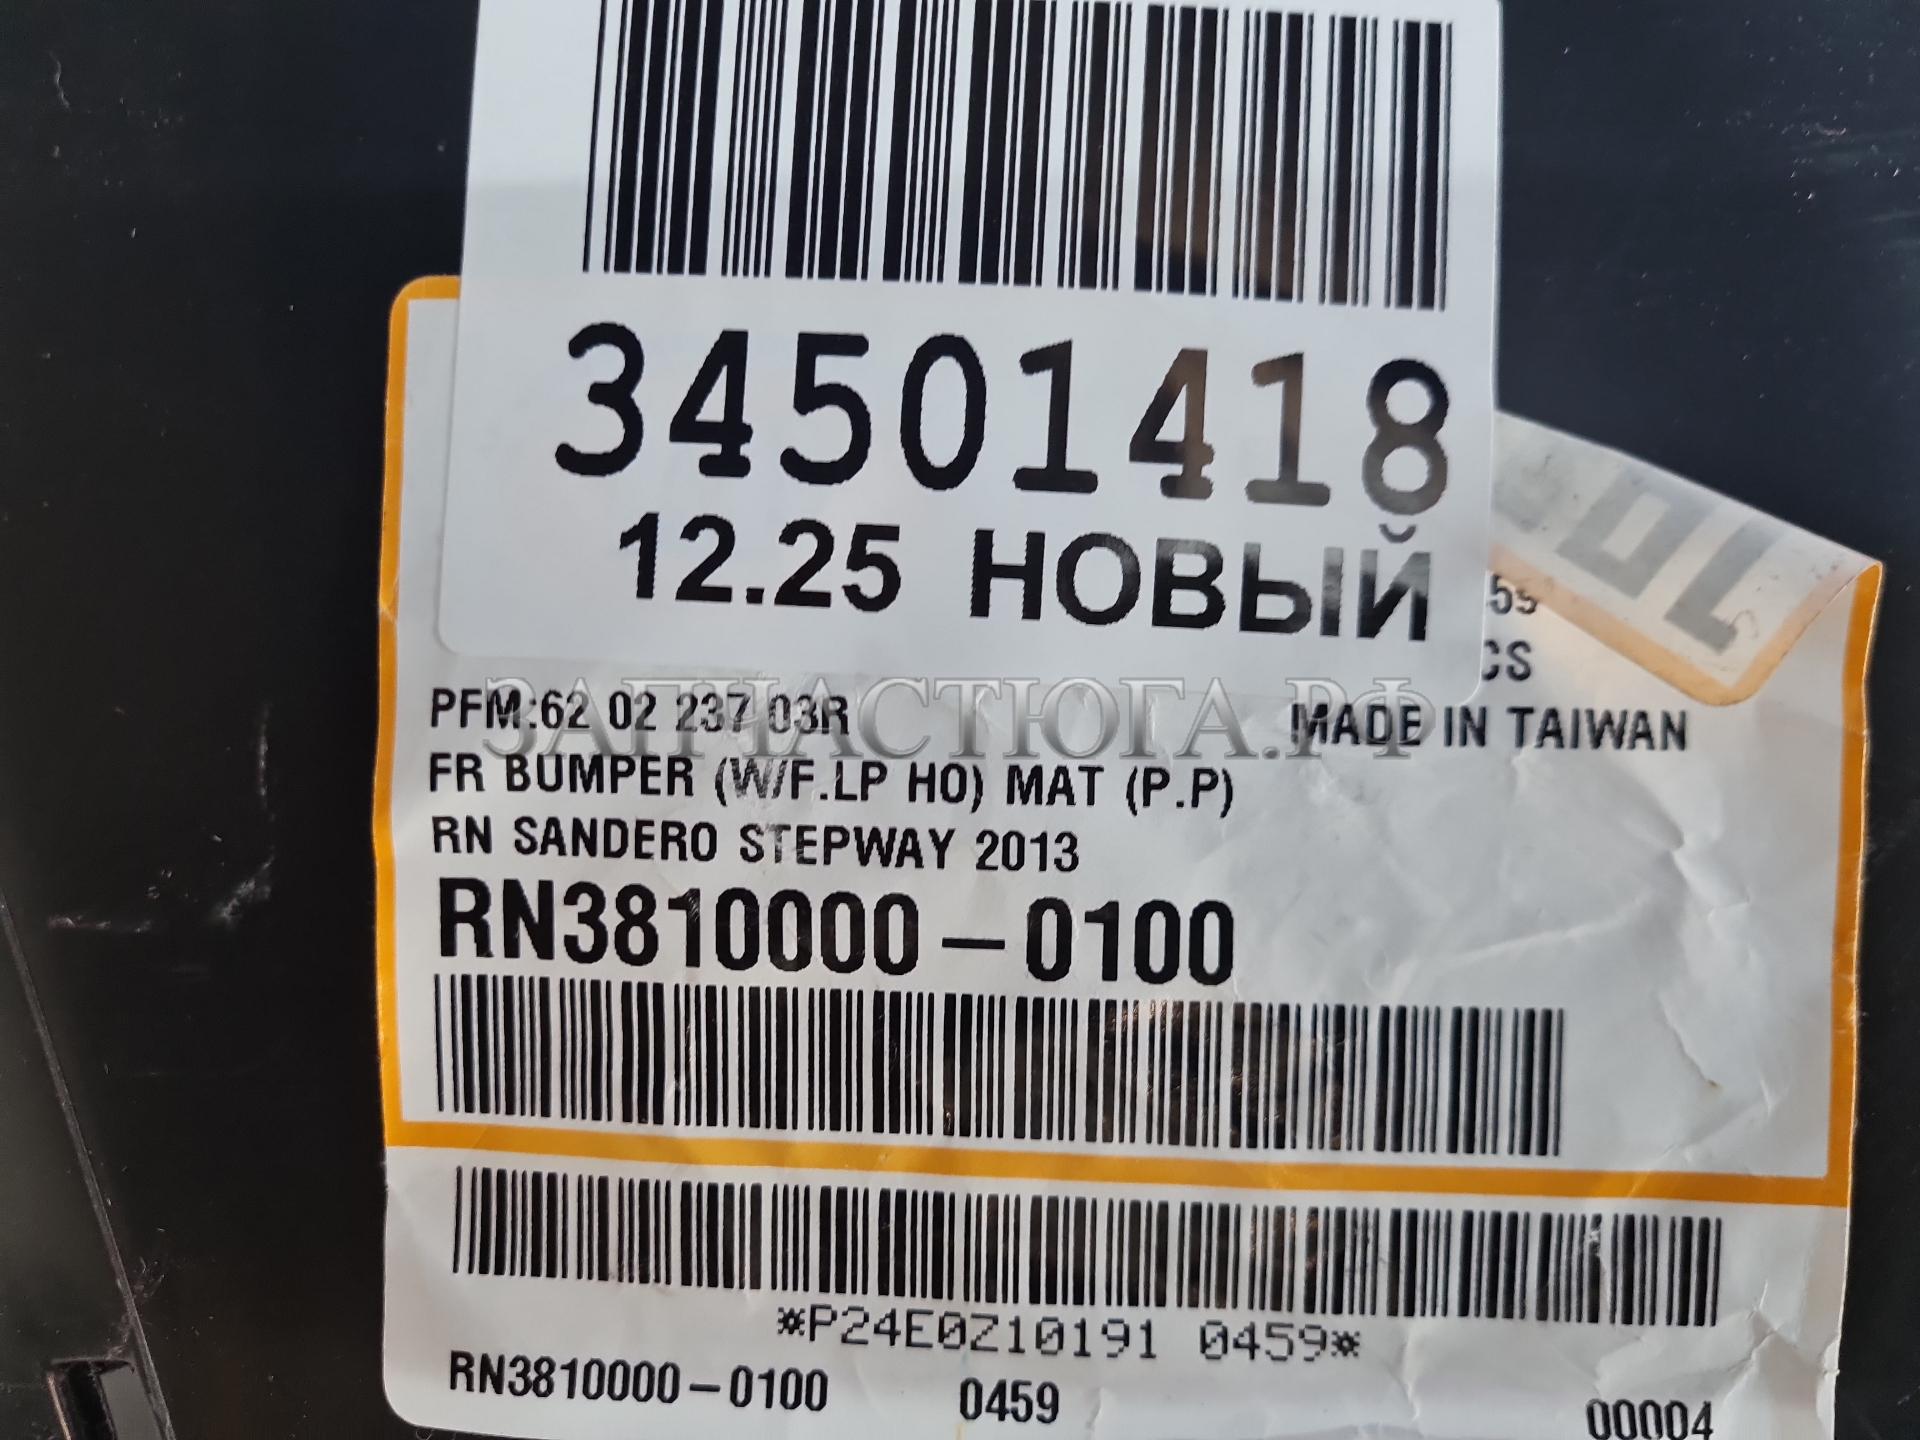 34501418
12.25 НОВЫЙ
CS
PFM:62 02 237 03R
MADE IN TAIWAN
ЗАПЧАСТЮГА.РФ
FR BUMPER (W/F.LP HO) MAT (P.P)
RN SANDERO STEPWAY 2013
RN3810000-0100
*P24E0Z10191 0459*
RN3810000-0100 0459 00004